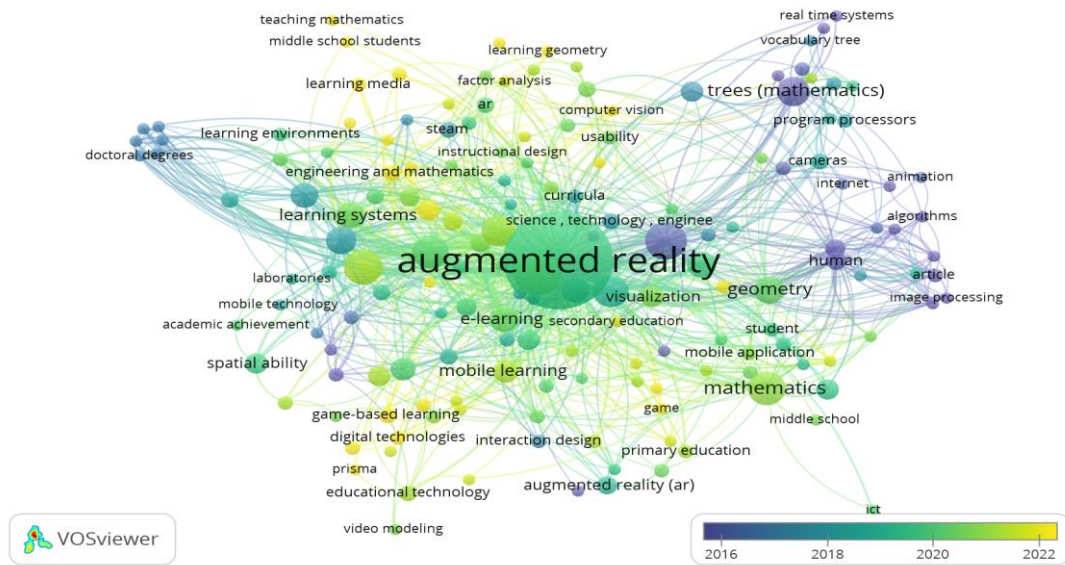 teaching mathematics
real time systems
middle school students
vocabulary tree
learning geometry
learning media
factor analysis
trees (mathematics)
ar
computer vision
program processors
learning environments
steam
usability
doctoral degrees
instructional design
engineering and mathematics
cameras
animation
internet
curricula
learning systems
science , technology , enginee
algorithms
augmented reality
human
laboratories
article
visualization
geometry
image processing
mobile technology
e-learning
secondary education
academic achievement
student
spatial ability
mobile application
mobile learning
mathematics
game-based learning
game
middle school
digital technologies
interaction design
primary education
prisma
educational technology
augmented reality (ar)
ict
video modeling
VOSviewer
2016 2018 2020 2022